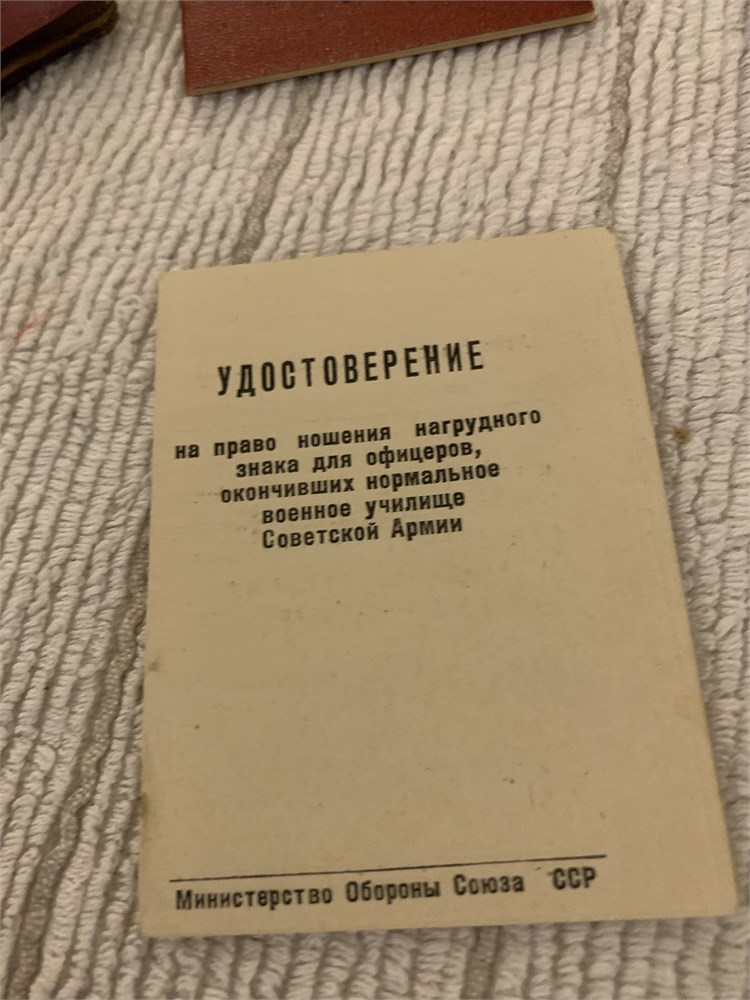 УДОСТОВЕРЕНИЕ
на право ношения нагрудного
знака для офицеров,
окончивших нормальное
военное училище
Советской Армии
Министерство Обороны Союза ССР